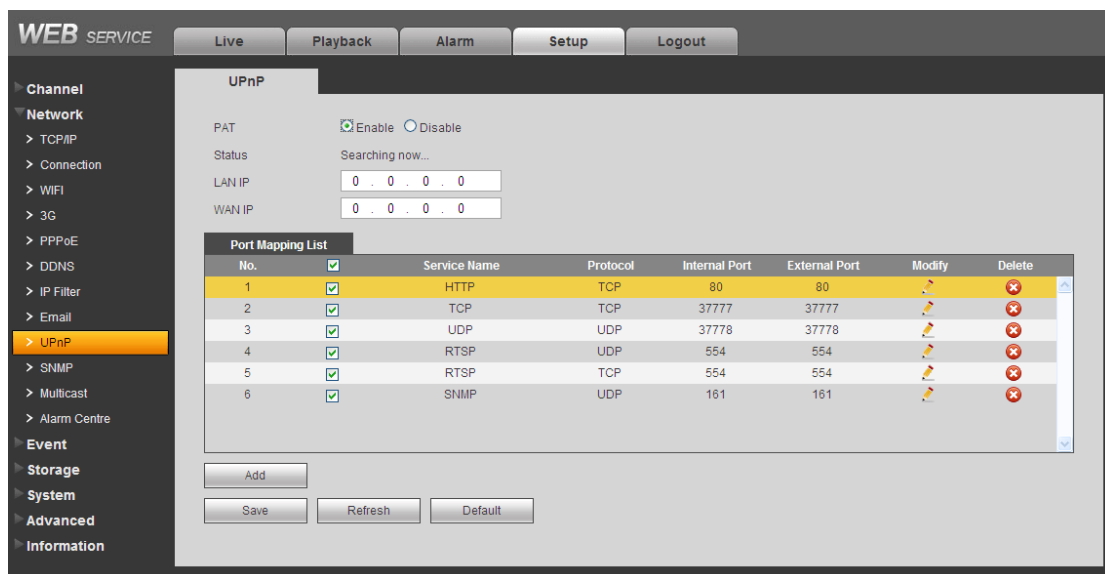 WEB SERVICE
Live Playback Alarm Setup Logout
Channel
Network
> TCP/IP
> Connection
> WIFI
> 3G
> PPPoE
> DDNS
> IP Filter
> Email
> UPnP
> SNMP
> Multicast
> Alarm Centre
Event
Storage
System
Advanced
Information
UPnP
PAT Enable Disable
Status Searching now...
LAN IP 0 . 0 . 0 . 0
WAN IP 0 . 0 . 0 . 0
Port Mapping List
No. Service Name Protocol Internal Port External Port Modify Delete
1 HTTP TCP 80 80
2 TCP TCP 37777 37777
3 UDP UDP 37778 37778
4 RTSP UDP 554 554
5 RTSP TCP 554 554
6 SNMP UDP 161 161
Add
Save Refresh Default